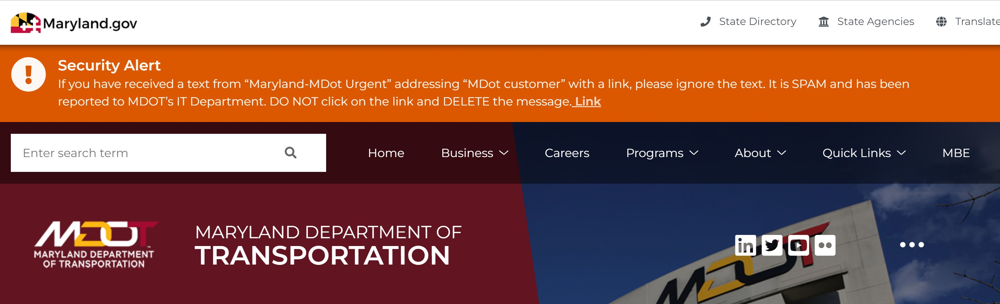 Maryland.gov
State Directory
State Agencies
Translate
Security Alert
If you have received a text from “Maryland-MDot Urgent” addressing “MDot customer” with a link, please ignore the text. It is SPAM and has been
reported to MDOT’s IT Department. DO NOT click on the link and DELETE the message. Link
Enter search term
Home
Business
Careers
Programs
About
Quick Links
MBE
MDOT™
MARYLAND DEPARTMENT
OF TRANSPORTATION
MARYLAND DEPARTMENT OF
TRANSPORTATION
in
MDOT